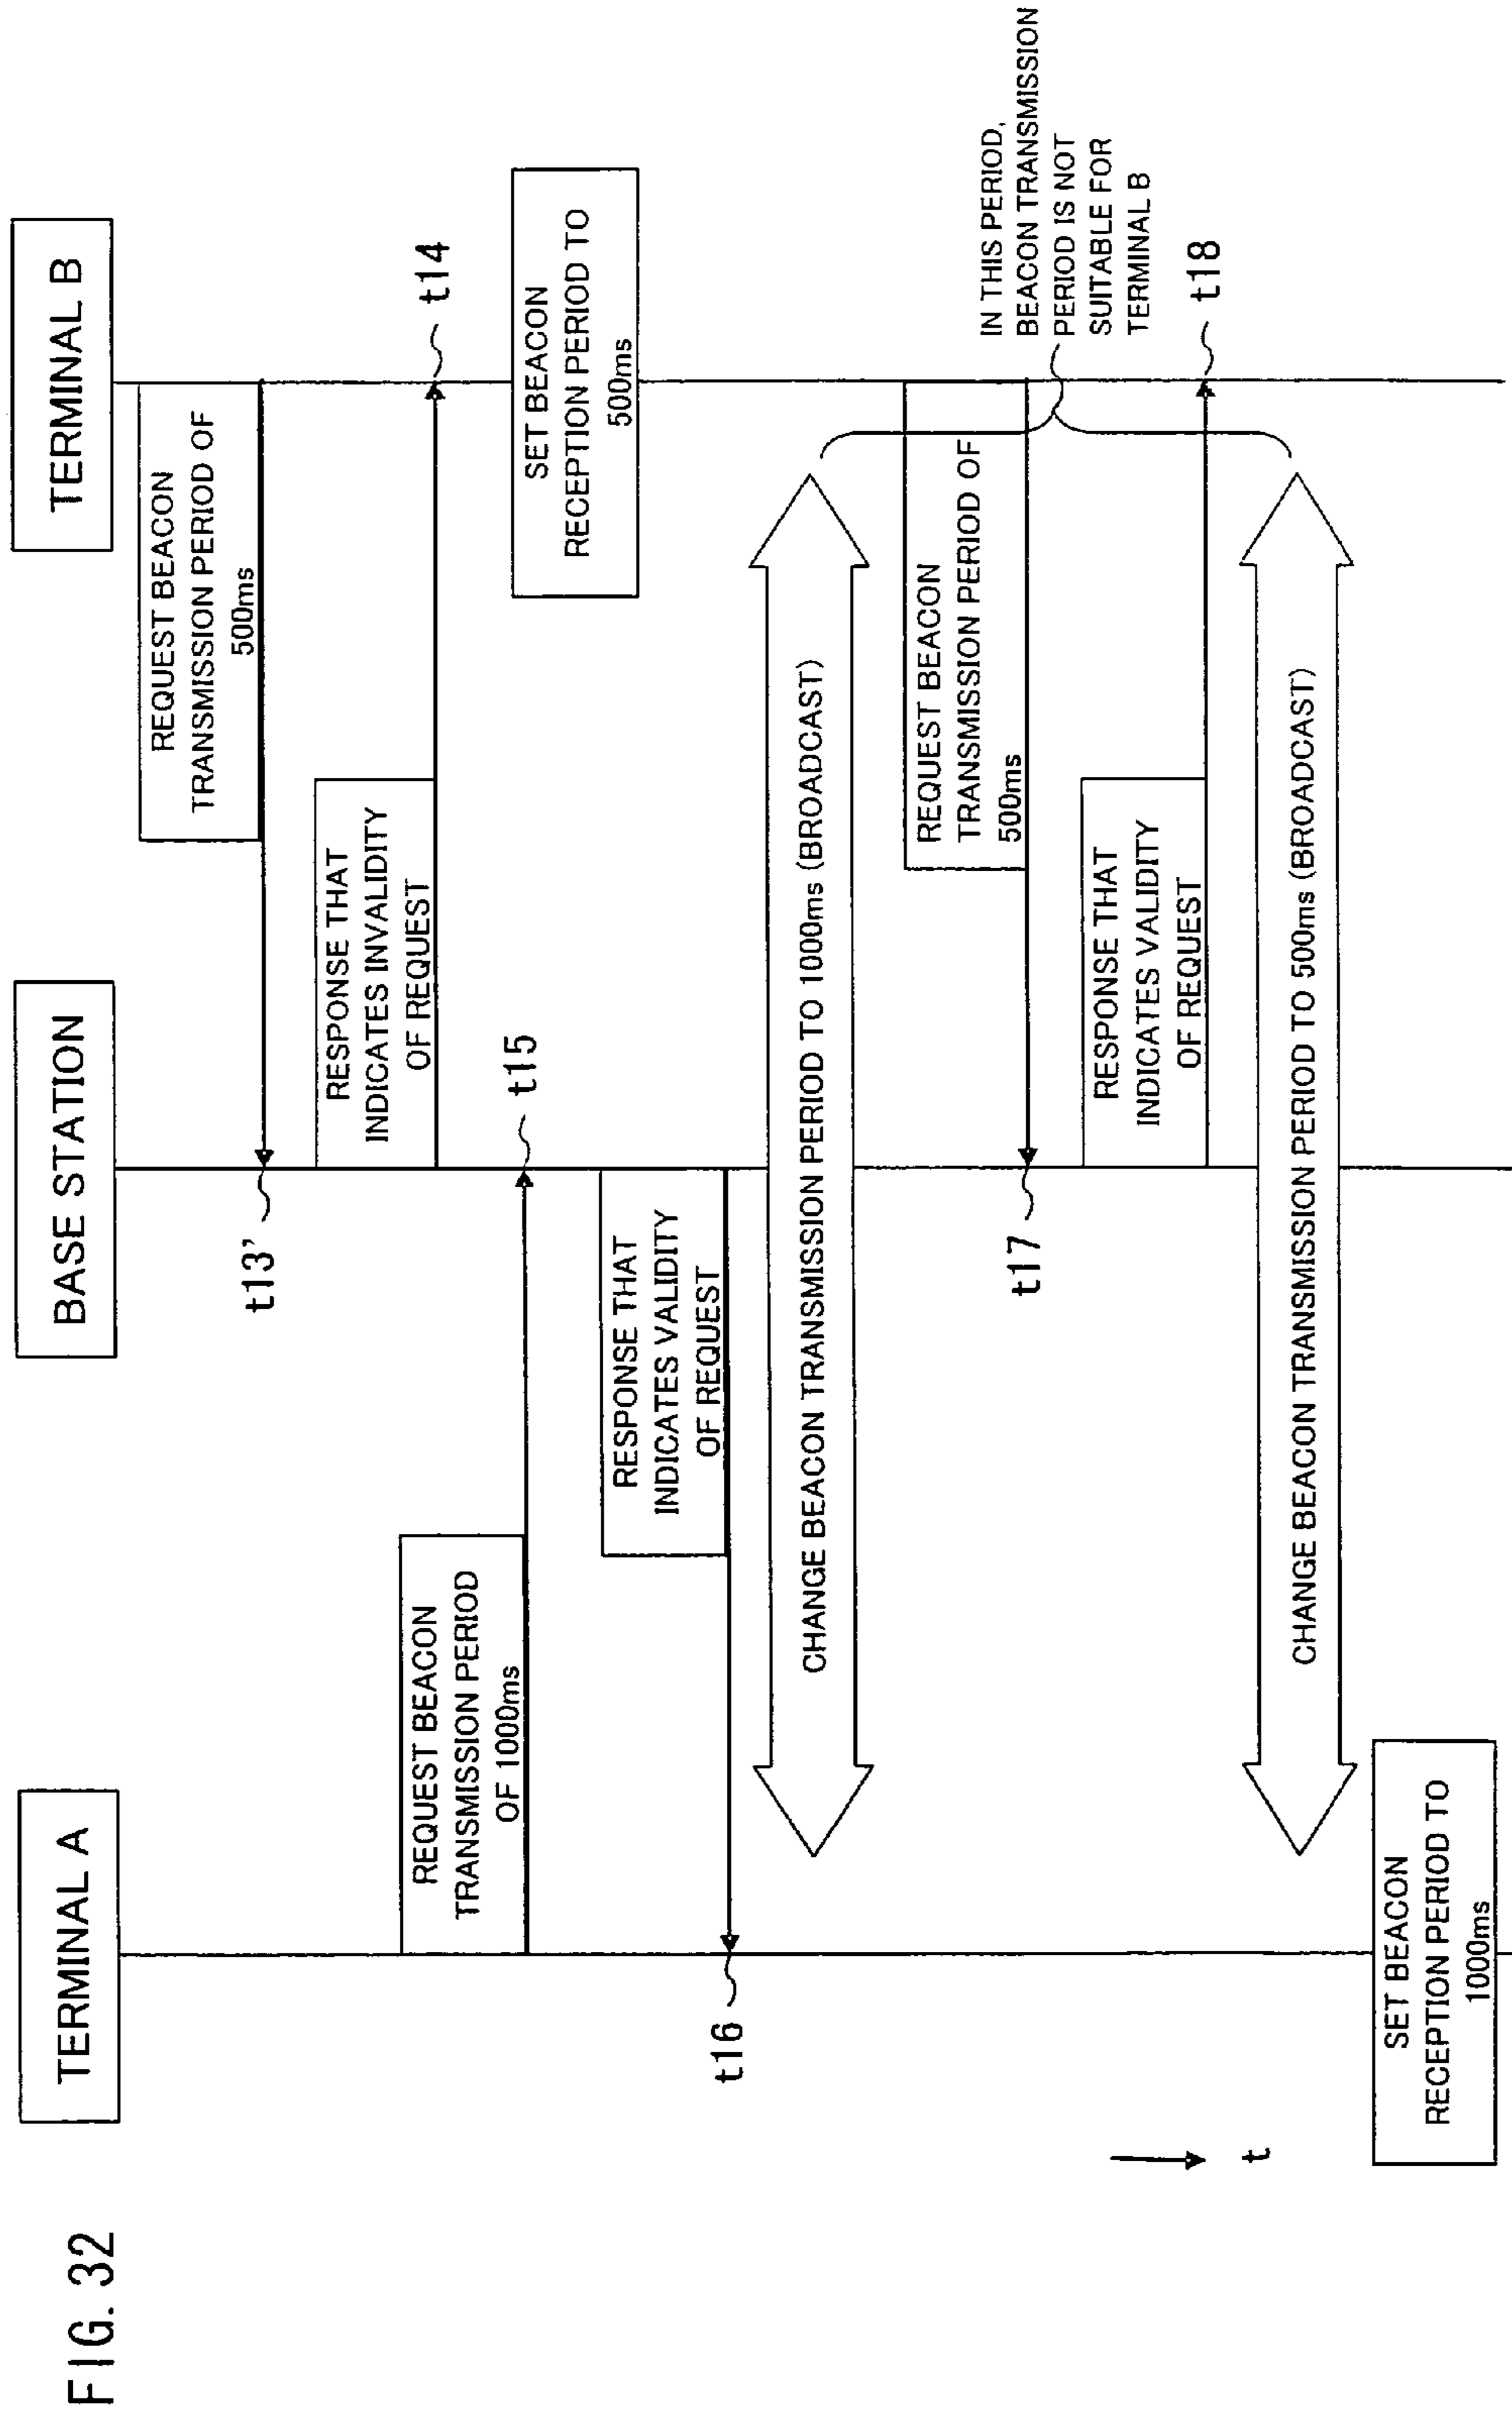 FIG. 32
TERMINAL A
BASE STATION
TERMINAL B
REQUEST BEACON
TRANSMISSION PERIOD OF
500ms
t13'
RESPONSE THAT
INDICATES INVALIDITY
OF REQUEST
t14
REQUEST BEACON
TRANSMISSION PERIOD
OF 1000ms
t15
SET BEACON
RECEPTION PERIOD TO
500ms
RESPONSE THAT
INDICATES VALIDITY
OF REQUEST
t16
CHANGE BEACON TRANSMISSION PERIOD TO 1000ms (BROADCAST)
REQUEST BEACON
TRANSMISSION PERIOD OF
500ms
t17
IN THIS PERIOD,
BEACON TRANSMISSION
PERIOD IS NOT
SUITABLE FOR
TERMINAL B
RESPONSE THAT
INDICATES VALIDITY
OF REQUEST
t18
t
CHANGE BEACON TRANSMISSION PERIOD TO 500ms (BROADCAST)
SET BEACON
RECEPTION PERIOD TO
1000ms